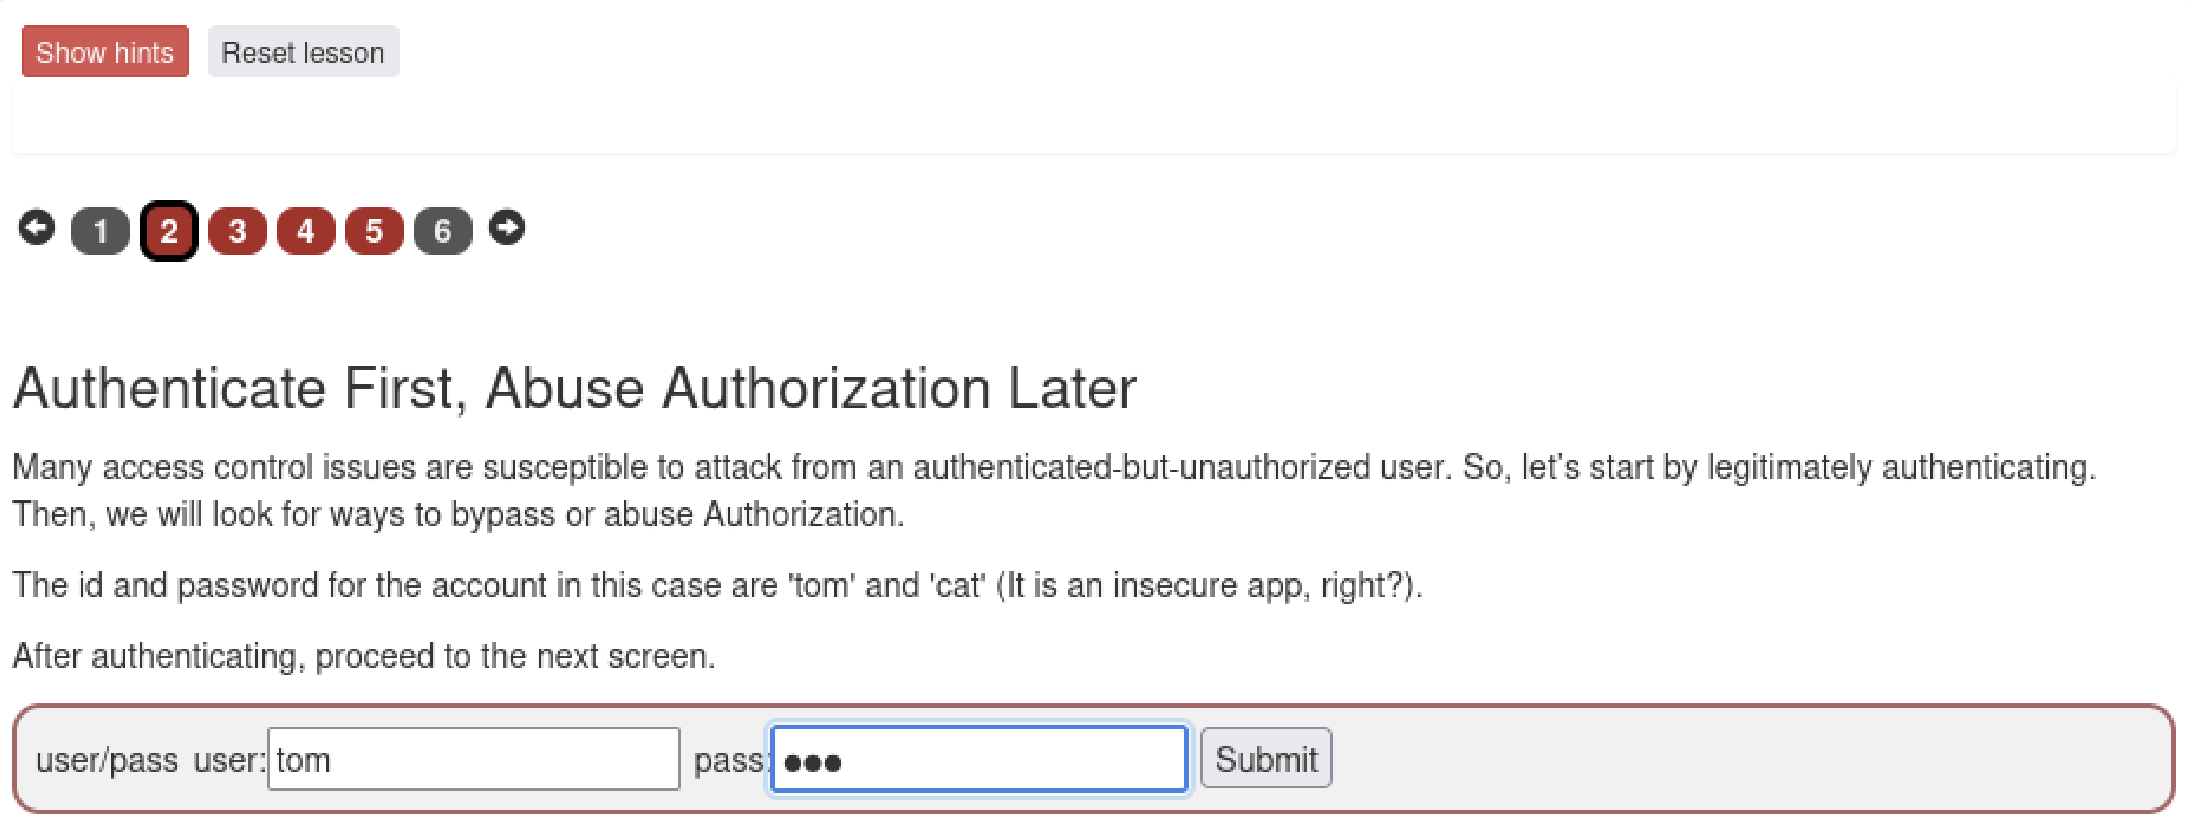 Show hints Reset lesson
1 2 3 4 5 6
Authenticate First, Abuse Authorization Later
Many access control issues are susceptible to attack from an authenticated-but-unauthorized user. So, let’s start by legitimately authenticating.
Then, we will look for ways to bypass or abuse Authorization.
The id and password for the account in this case are 'tom' and 'cat' (It is an insecure app, right?).
After authenticating, proceed to the next screen.
user/pass user: tom pass: ●●● Submit